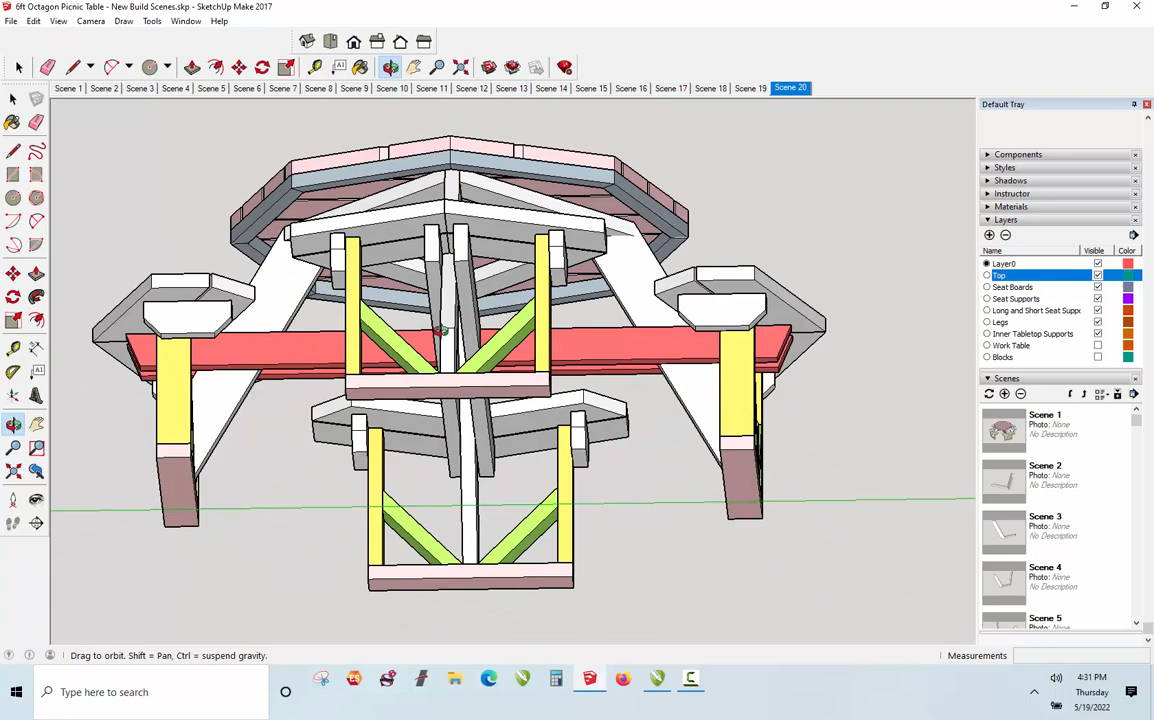 6ft Octagon Picnic Table - New Build Scenes.skp - SketchUp Make 2017
File Edit View Camera Draw Tools Window Help
Scene 1 Scene 2 Scene 3 Scene 4 Scene 5 Scene 6 Scene 7 Scene 8 Scene 9 Scene 10 Scene 11 Scene 12 Scene 13 Scene 14 Scene 15 Scene 16 Scene 17 Scene 18 Scene 19 Scene 20
Default Tray
Components
Styles
Shadows
Instructor
Materials
Layers
Name Visible Color
Layer0
Top
Seat Boards
Seat Supports
Long and Short Seat Suppo
Legs
Inner Tabletop Supports
Work Table
Blocks
Scenes
Scene 1
Photo: None
No Description
Scene 2
Photo: None
No Description
Scene 3
Photo: None
No Description
Scene 4
Photo: None
No Description
Scene 5
Drag to orbit. Shift = Pan, Ctrl = suspend gravity.
Measurements
Type here to search
4:31 PM
Thursday
5/19/2022